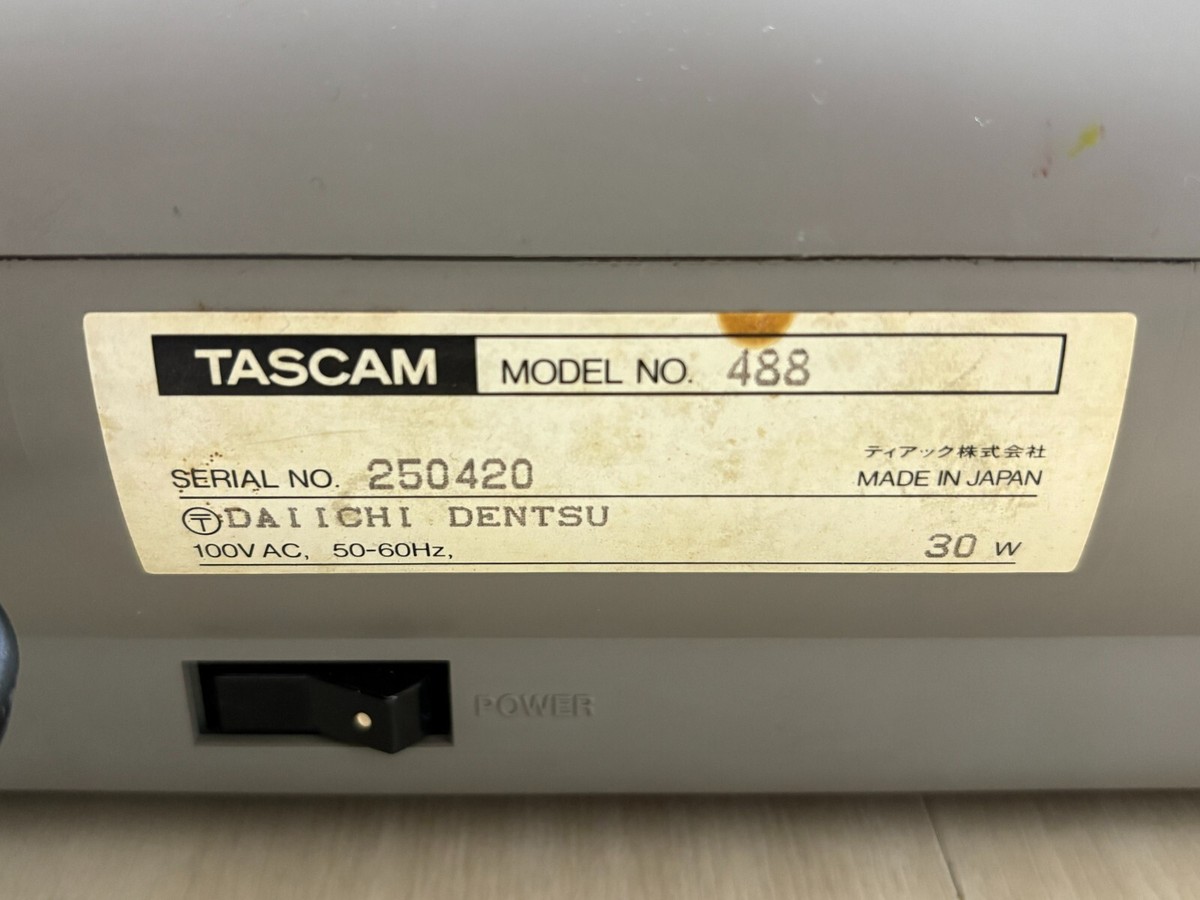 TASCAM MODEL NO. 488
ティアック株式会社
SERIAL NO. 250420 MADE IN JAPAN
〒 DAIICHI DENTSU
100V AC, 50-60Hz, 30 W
POWER